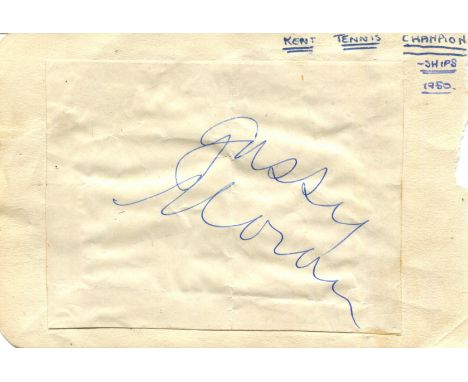 KENT TENNIS CHAMPION
-SHIPS
1950.
Gussy
Moran